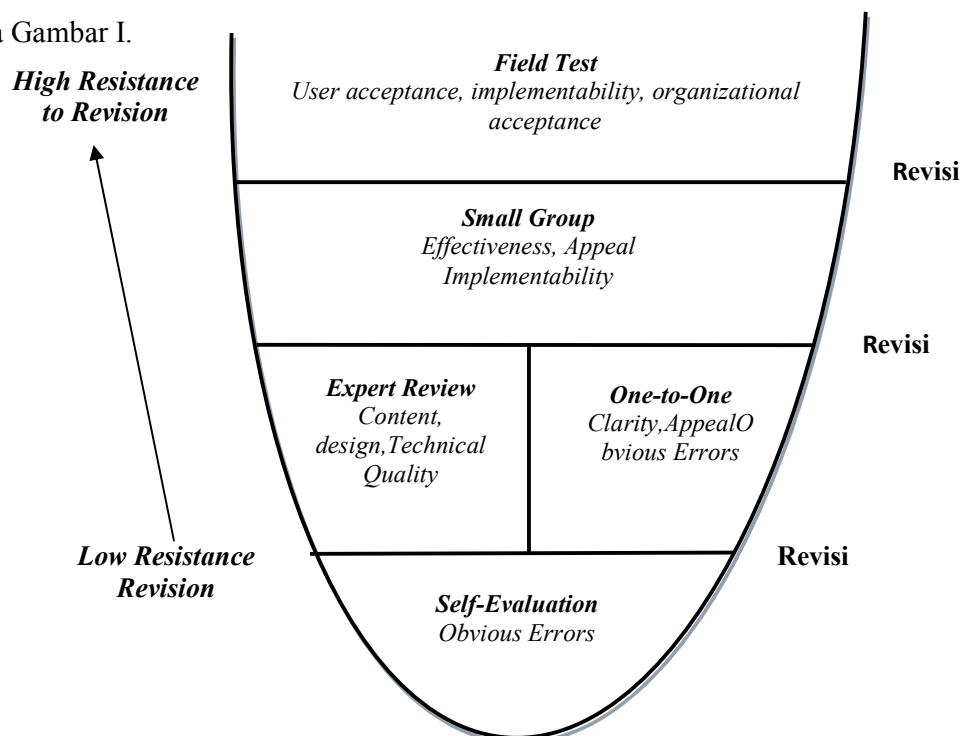 a Gambar I.
High Resistance
to Revision
Field Test
User acceptance, implementability, organizational
acceptance
Revisi
Small Group
Effectiveness, Appeal
Implementability
Revisi
Expert Review
Content,
design,Technical
Quality
One-to-One
Clarity,AppealO
bvious Errors
Low Resistance
Revision
Revisi
Self-Evaluation
Obvious Errors